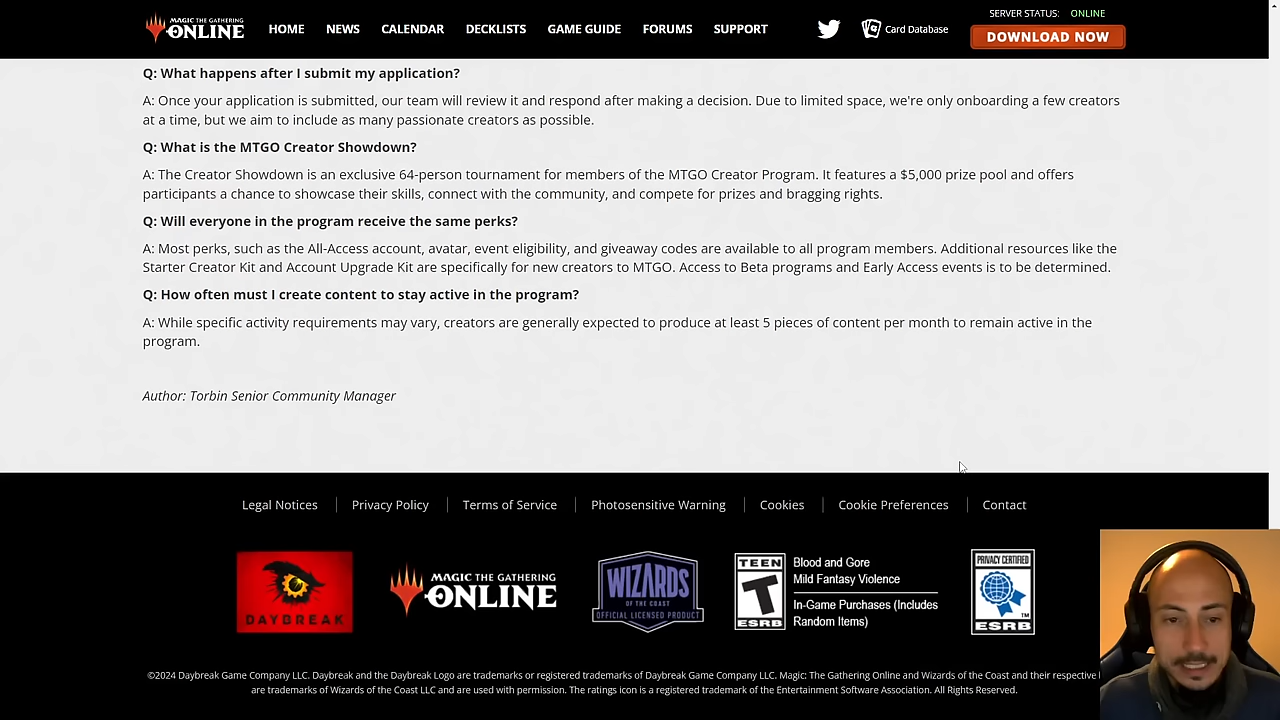 MAGIC THE GATHERING
ONLINE
HOME
NEWS
CALENDAR
DECKLISTS
GAME GUIDE
FORUMS
SUPPORT
Card Database
SERVER STATUS: ONLINE
DOWNLOAD NOW
Q: What happens after I submit my application?
A: Once your application is submitted, our team will review it and respond after making a decision. Due to limited space, we're only onboarding a few creators
at a time, but we aim to include as many passionate creators as possible.
Q: What is the MTGO Creator Showdown?
A: The Creator Showdown is an exclusive 64-person tournament for members of the MTGO Creator Program. It features a $5,000 prize pool and offers
participants a chance to showcase their skills, connect with the community, and compete for prizes and bragging rights.
Q: Will everyone in the program receive the same perks?
A: Most perks, such as the All-Access account, avatar, event eligibility, and giveaway codes are available to all program members. Additional resources like the
Starter Creator Kit and Account Upgrade Kit are specifically for new creators to MTGO. Access to Beta programs and Early Access events is to be determined.
Q: How often must I create content to stay active in the program?
A: While specific activity requirements may vary, creators are generally expected to produce at least 5 pieces of content per month to remain active in the
program.
Author: Torbin Senior Community Manager
Legal Notices
Privacy Policy
Terms of Service
Photosensitive Warning
Cookies
Cookie Preferences
Contact
DAYBREAK
MAGIC THE GATHERING
ONLINE
WIZARDS
OF THE COAST
OFFICIAL LICENSED PRODUCT
TEEN
T
ESRB
Blood and Gore
Mild Fantasy Violence
In-Game Purchases (Includes
Random Items)
PRIVACY CERTIFIED
TM
ESRB
©2024 Daybreak Game Company LLC. Daybreak and the Daybreak Logo are trademarks or registered trademarks of Daybreak Game Company LLC. Magic: The Gathering Online and Wizards of the Coast and their respective
are trademarks of Wizards of the Coast LLC and are used with permission. The ratings icon is a registered trademark of the Entertainment Software Association. All Rights Reserved.